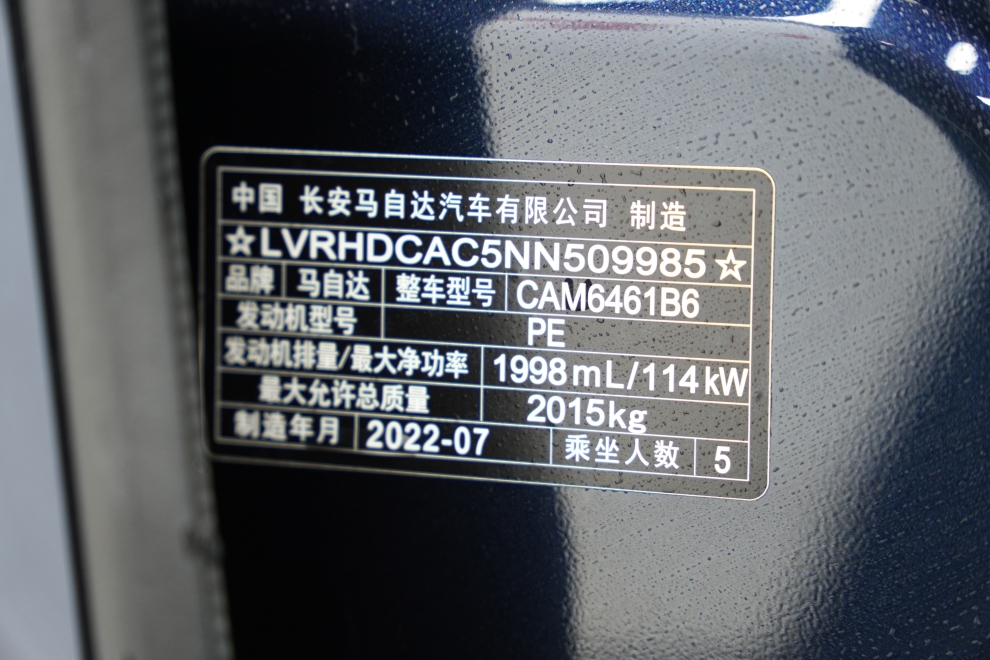 中国 长安马自达汽车有限公司 制造
☆LVRHDCAC5NN509985☆
品牌 马自达 整车型号 CAM6461B6
发动机型号 PE
发动机排量/最大净功率 1998mL/114kW
最大允许总质量 2015kg
制造年月 2022-07 乘坐人数 5